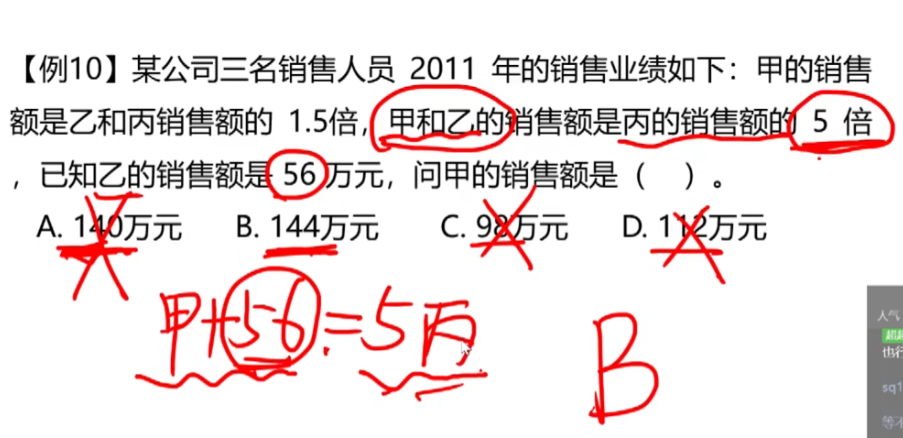 【例10】某公司三名销售人员 2011 年的销售业绩如下：甲的销售
额是乙和丙销售额的 1.5倍，甲和乙的销售额是丙的销售额的 5 倍
，已知乙的销售额是 56 万元，问甲的销售额是（ ）。
A. 140万元 B. 144万元 C. 98万元 D. 112万元
甲+56=5丙
B
人气
超
也行
sq1
等不